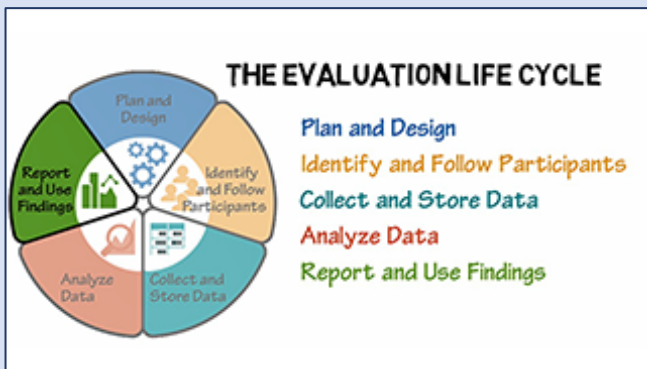 THE EVALUATION LIFE CYCLE
Plan and Design
Identify and Follow Participants
Collect and Store Data
Analyze Data
Report and Use Findings
Plan and
Design
Identify
and Follow
Participants
Collect and
Store Data
Analyze
Data
Report
and Use
Findings